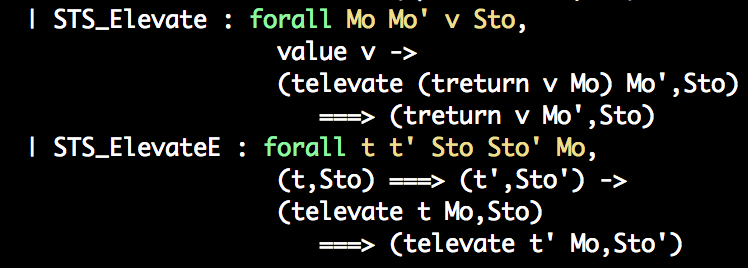 | STS_Elevate : forall Mo Mo' v Sto,
value v ->
(televate (treturn v Mo) Mo',Sto)
===> (treturn v Mo',Sto)
| STS_ElevateE : forall t t' Sto Sto' Mo,
(t,Sto) ===> (t',Sto') ->
(televate t Mo,Sto)
===> (televate t' Mo,Sto')